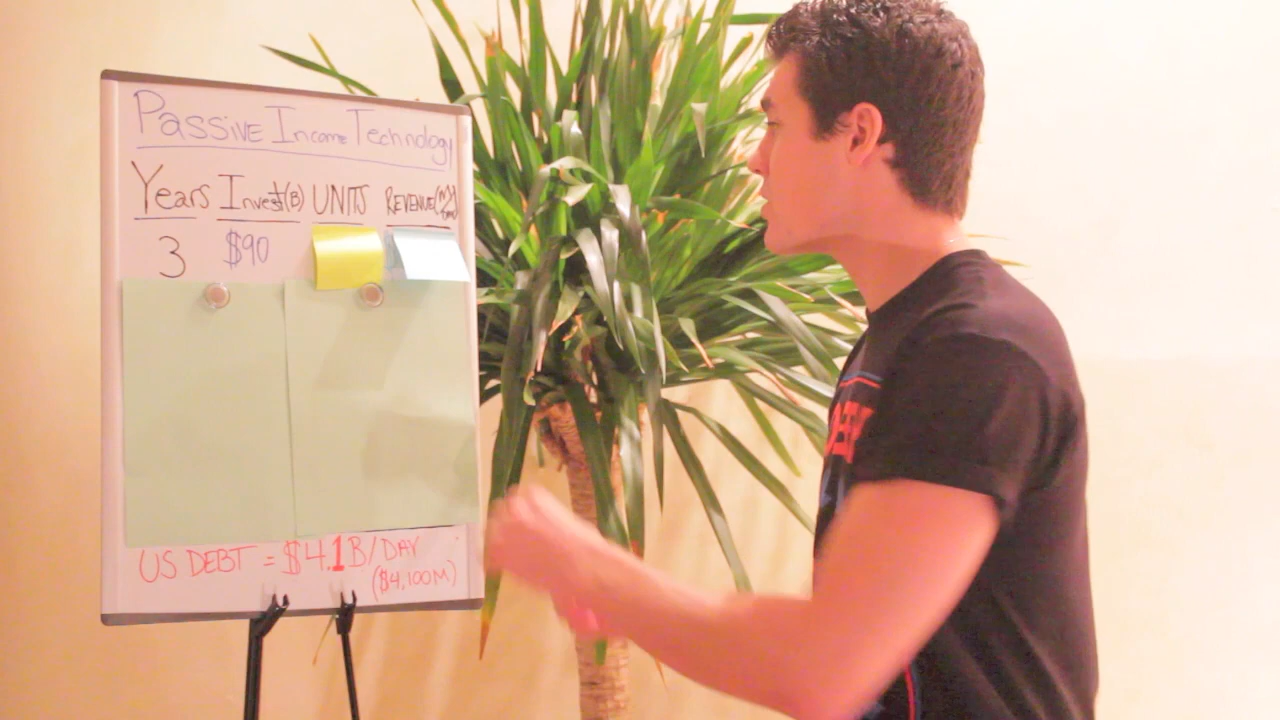 Passive Income Technology
Years Invest(B) UNITS REVENUE
3 $90
US DEBT = $4.1B/DAY
($4,100M)